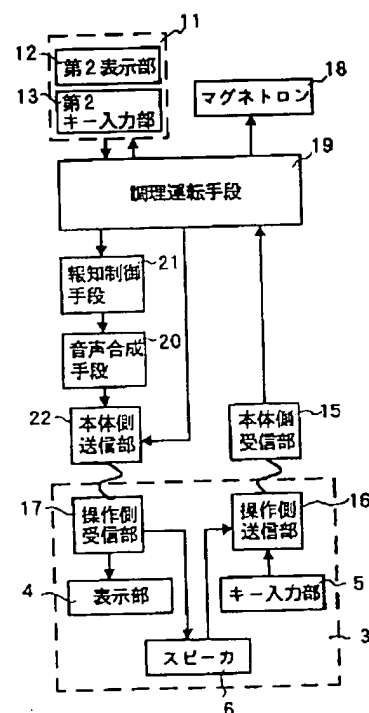 11
12
第2表示部
13
第2
キー入力部
18
マグネトロン
19
調理運転手段
21
報知制御
手段
20
音声合成
手段
22
本体側
送信部
15
本体側
受信部
17
操作側
受信部
16
操作側
送信部
4
表示部
5
キー入力部
3
スピーカ
6